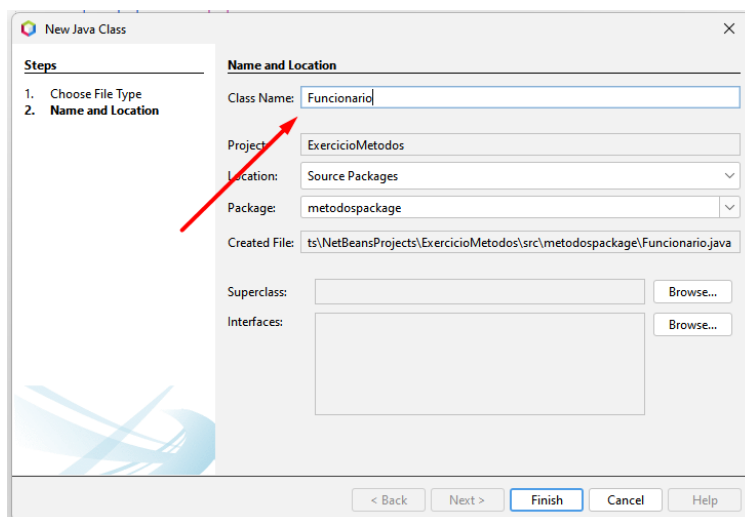 New Java Class
Steps
1. Choose File Type
2. Name and Location
Name and Location
Class Name: Funcionario
Project: ExercicioMetodos
Location: Source Packages
Package: metodospackage
Created File: ts\NetBeansProjects\ExercicioMetodos\src\metodospackage\Funcionario.java
Superclass: Browse...
Interfaces: Browse...
< Back Next > Finish Cancel Help